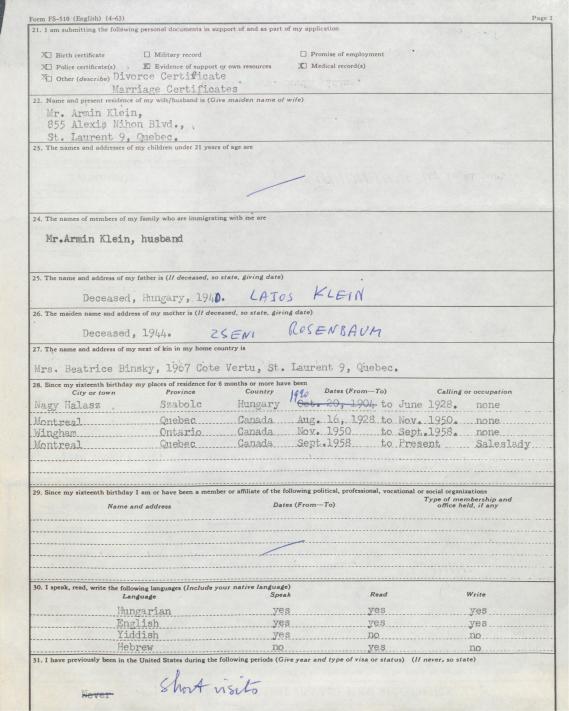 Form FS-510 (English) (4-63) Page 2
21. I am submitting the following personal documents in support of and as part of my application
X Birth certificate ☐ Military record ☐ Promise of employment
X Police certificate(s) X Evidence of support or own resources X Medical record(s)
X Other (describe) Divorce Certificate
Marriage Certificates
22. Name and present residence of my wife/husband is (Give maiden name of wife)
Mr. Armin Klein,
855 Alexis Nihon Blvd.,
St. Laurent 9, Quebec.
23. The names and addresses of my children under 21 years of age are
24. The names of members of my family who are immigrating with me are
Mr.Armin Klein, husband
25. The name and address of my father is (If deceased, so state, giving date)
Deceased, Hungary, 1940. LAJOS KLEIN
26. The maiden name and address of my mother is (If deceased, so state, giving date)
Deceased, 1944. ZSENI ROSENBAUM
27. The name and address of my next of kin in my home country is
Mrs. Beatrice Binsky, 1967 Cote Vertu, St. Laurent 9, Quebec.
28. Since my sixteenth birthday my places of residence for 6 months or more have been
City or town Province Country Dates (From—To) Calling or occupation
1920
Nagy Halasz Szabolc Hungary Oct. 20, 1904 to June 1928. none
Montreal Quebec Canada Aug. 16, 1928 to Nov. 1950. none
Wingham Ontario Canada Nov. 1950 to Sept.1958. none
Montreal Quebec Canada Sept.1958 to Present Saleslady
29. Since my sixteenth birthday I am or have been a member or affiliate of the following political, professional, vocational or social organizations
Name and address Dates (From—To) Type of membership and office held, if any
30. I speak, read, write the following languages (Include your native language)
Language Speak Read Write
Hungarian yes yes yes
English yes yes yes
Yiddish yes no no
Hebrew no yes no
31. I have previously been in the United States during the following periods (Give year and type of visa or status) (If never, so state)
Never short visits